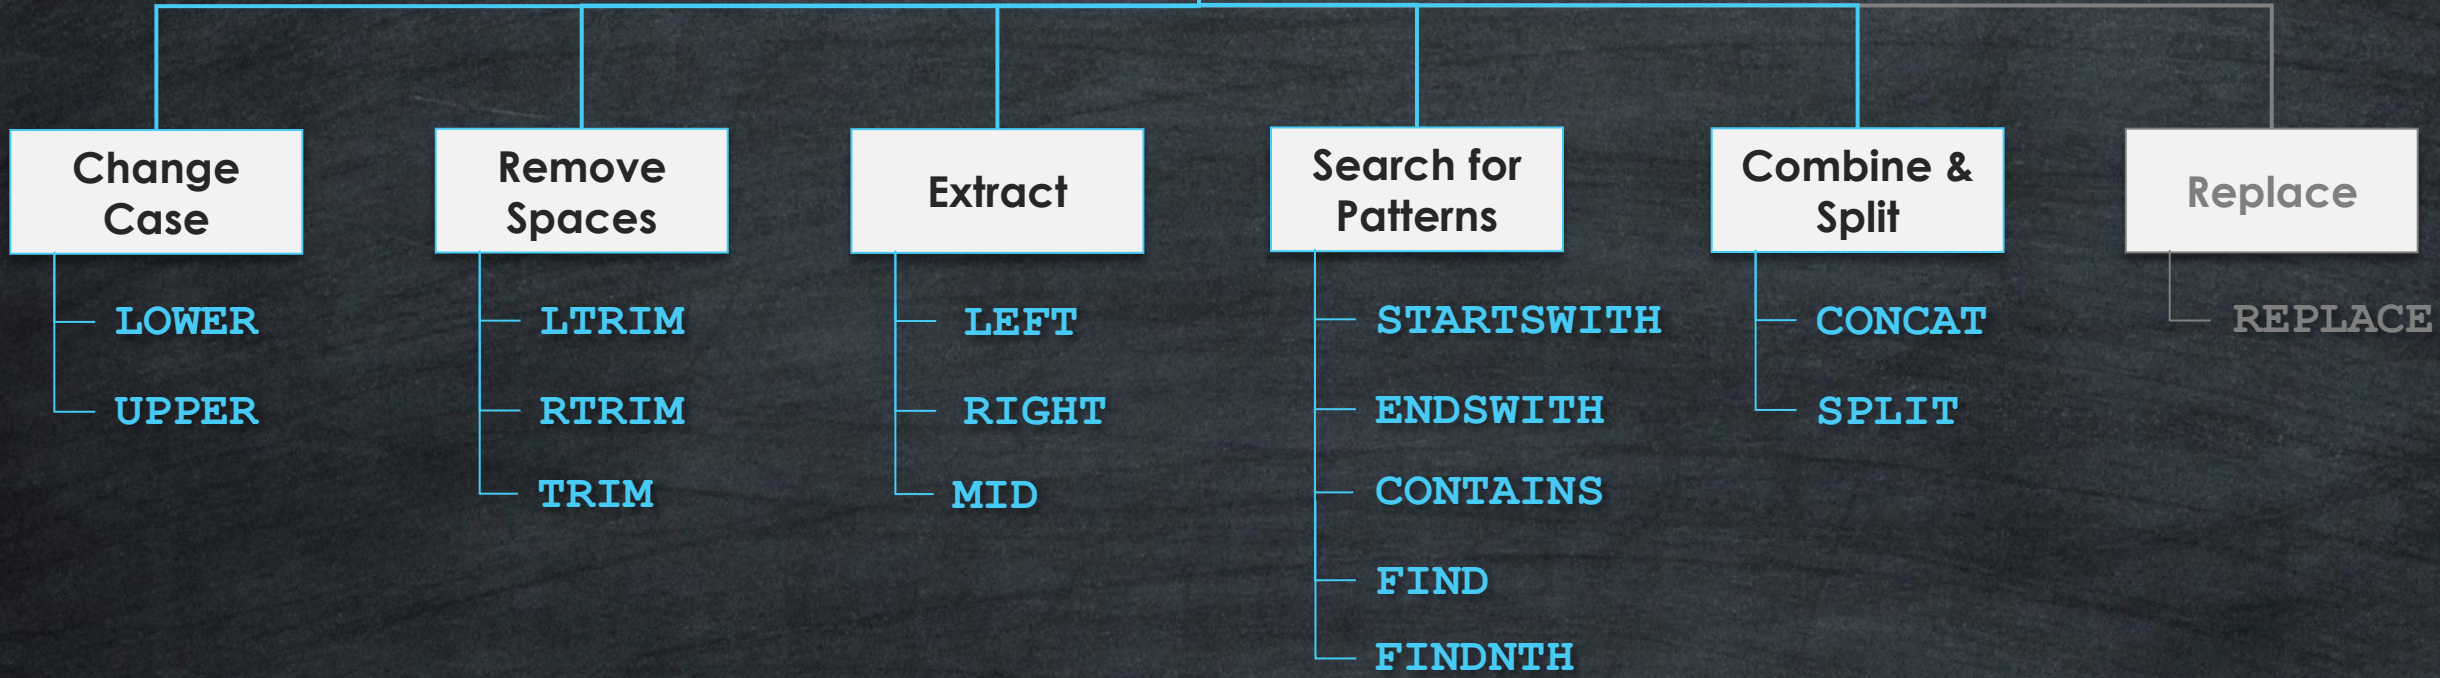 Change
Case
LOWER
UPPER
Remove
Spaces
LTRIM
RTRIM
TRIM
Extract
LEFT
RIGHT
MID
Search for
Patterns
STARTSWITH
ENDSWITH
CONTAINS
FIND
FINDNTH
Combine &
Split
CONCAT
SPLIT
Replace
REPLACE